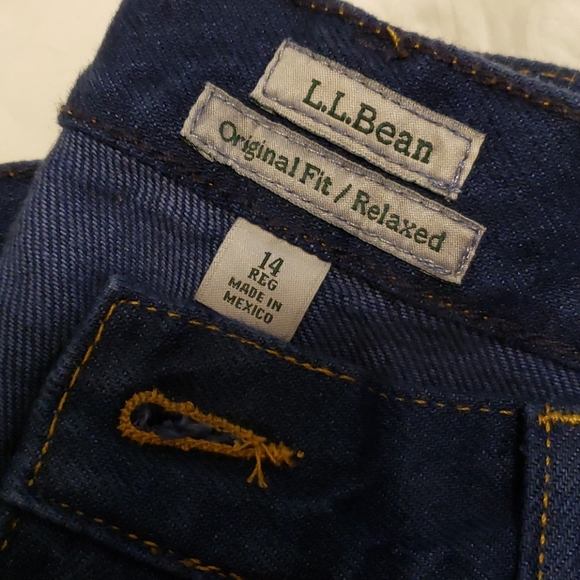 L.L.Bean
Original Fit / Relaxed
14
REG
MADE IN
MEXICO